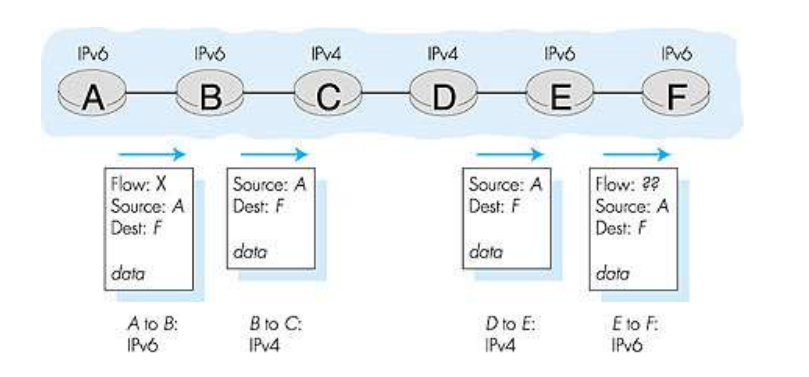 IPv6 IPv6 IPv4 IPv4 IPv6 IPv6
A B C D E F
Flow: X
Source: A
Dest: F
data
Source: A
Dest: F
data
Source: A
Dest: F
data
Flow: ??
Source: A
Dest: F
data
A to B:
IPv6
B to C:
IPv4
D to E:
IPv4
E to F:
IPv6